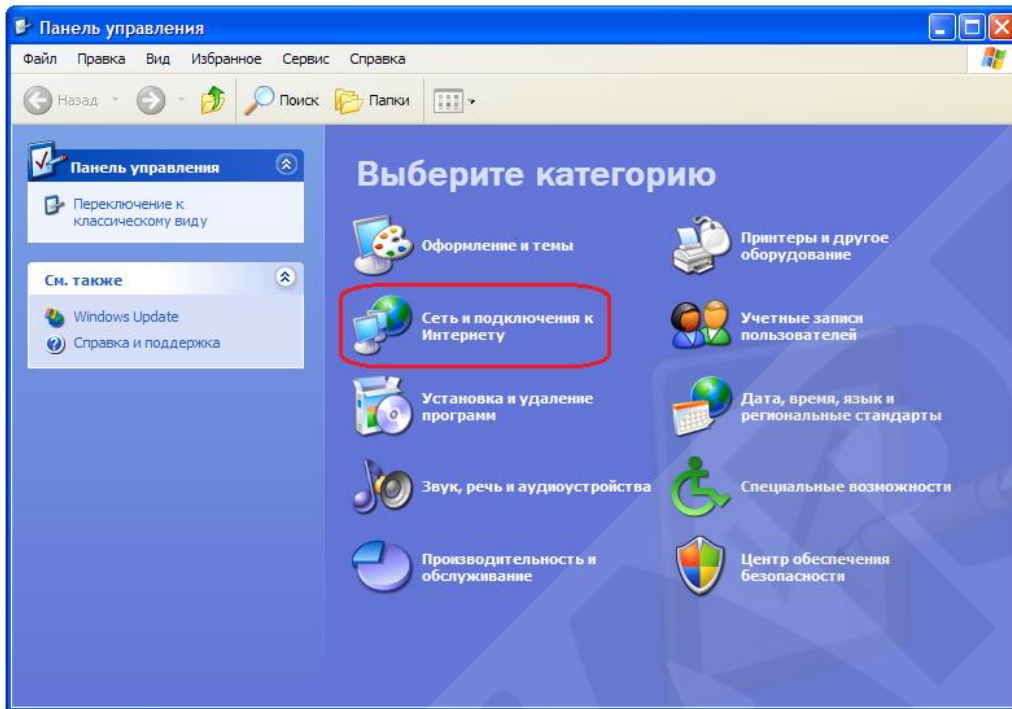 Панель управления
Файл Правка Вид Избранное Сервис Справка
Назад Поиск Папки
Панель управления
Переключение к
классическому виду
См. также
Windows Update
Справка и поддержка
Выберите категорию
Оформление и темы
Принтеры и другое
оборудование
Сеть и подключения к
Интернету
Учетные записи
пользователей
Установка и удаление
программ
Дата, время, язык и
региональные стандарты
Звук, речь и аудиоустройства
Специальные возможности
Производительность и
обслуживание
Центр обеспечения
безопасности